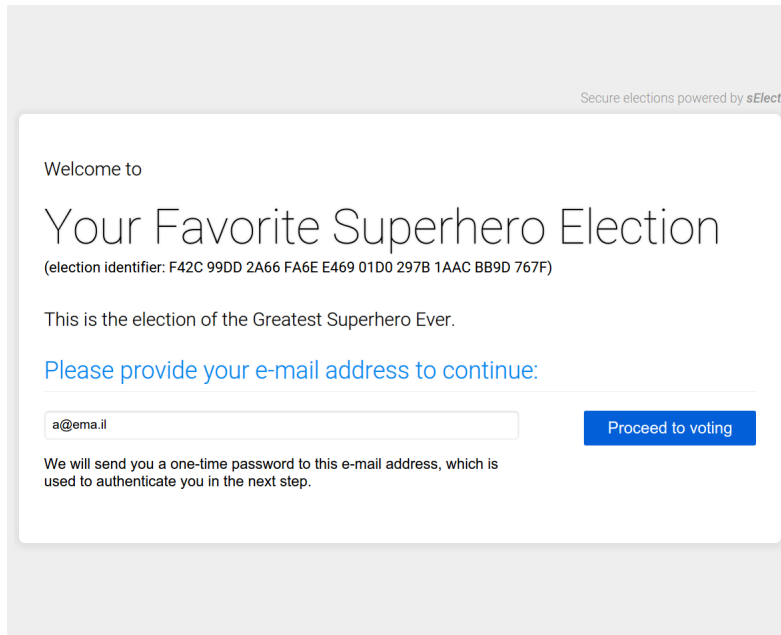 Secure elections powered by sElect
Welcome to
Your Favorite Superhero Election
(election identifier: F42C 99DD 2A66 FA6E E469 01D0 297B 1AAC BB9D 767F)
This is the election of the Greatest Superhero Ever.
Please provide your e-mail address to continue:
a@ema.il
Proceed to voting
We will send you a one-time password to this e-mail address, which is
used to authenticate you in the next step.